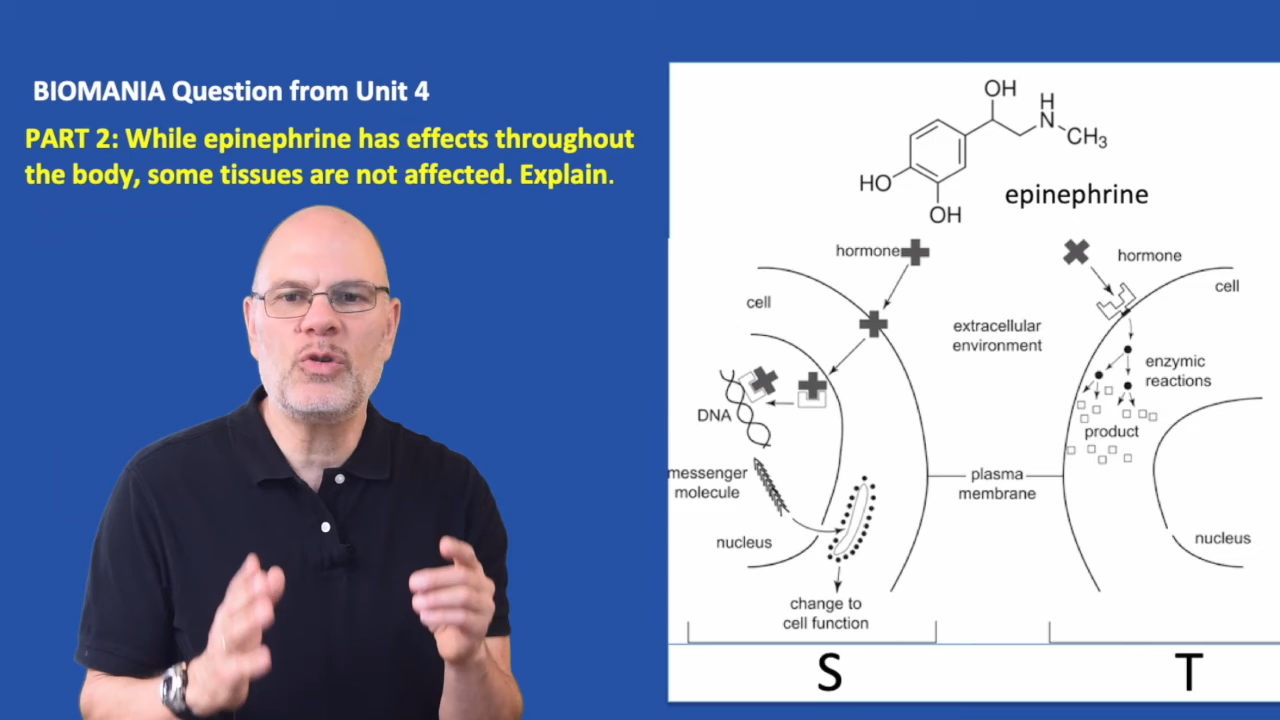 BIOMANIA Question from Unit 4
PART 2: While epinephrine has effects throughout
the body, some tissues are not affected. Explain.
OH
H
N
CH3
HO
OH
epinephrine
hormone
hormone
cell
cell
extracellular
environment
enzymic
reactions
DNA
product
messenger
molecule
plasma
membrane
nucleus
nucleus
change to
cell function
S
T